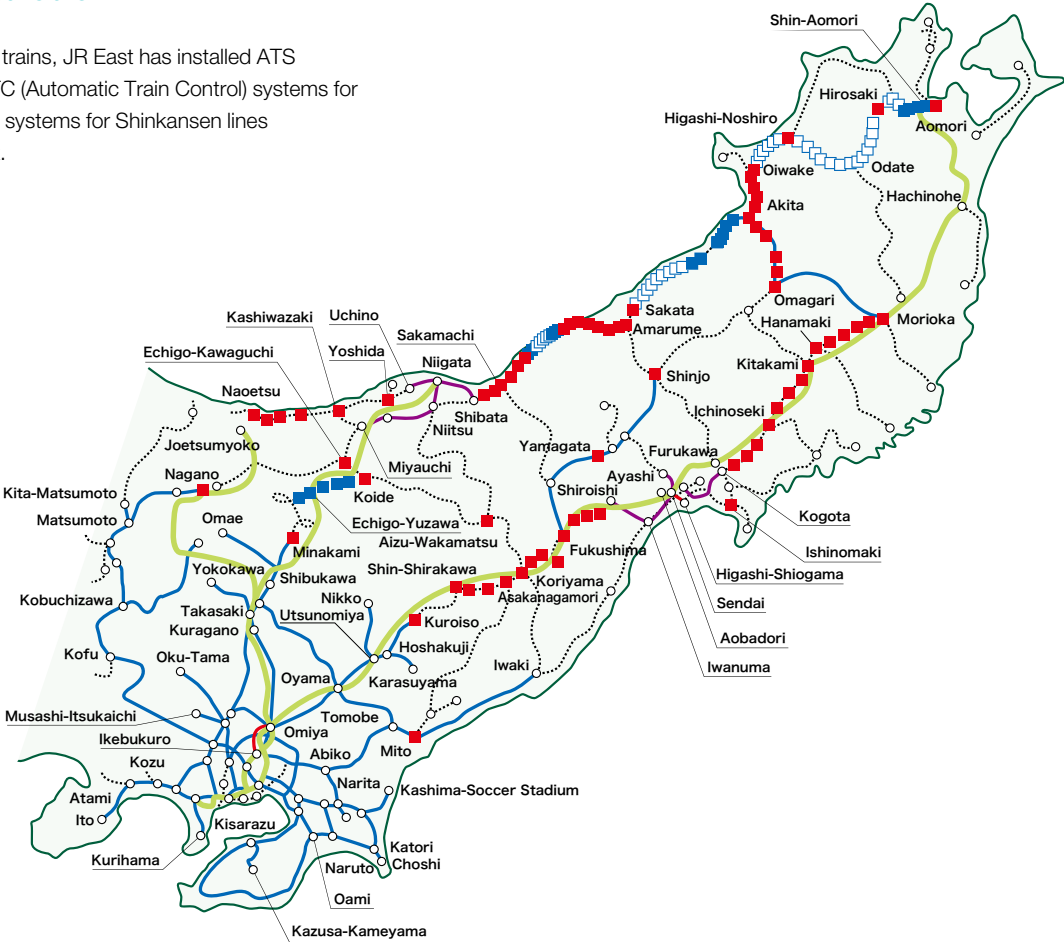 trains, JR East has installed ATS
C (Automatic Train Control) systems for
systems for Shinkansen lines
.
Shin-Aomori
Hirosaki
Higashi-Noshiro
Aomori
Oiwake
Odate
Hachinohe
Akita
Omagari
Sakata
Amarume
Hanamaki
Morioka
Kitakami
Uchino
Kashiwazaki
Sakamachi
Yoshida
Echigo-Kawaguchi
Niigata
Shinjo
Naoetsu
Ichinoseki
Shibata
Niitsu
Joetsumyoko
Yamagata
Furukawa
Miyauchi
Nagano
Ayashi
Shiroishi
Kita-Matsumoto
Koide
Kogota
Matsumoto
Omae
Echigo-Yuzawa
Aizu-Wakamatsu
Minakami
Fukushima
Ishinomaki
Shin-Shirakawa
Yokokawa
Shibukawa
Koriyama
Higashi-Shiogama
Nikko
Asakanagamori
Kobuchizawa
Sendai
Takasaki
Utsunomiya
Kuroiso
Kuragano
Aobadori
Hoshakuji
Kofu
Oku-Tama
Iwaki
Iwanuma
Oyama
Karasuyama
Musashi-Itsukaichi
Tomobe
Omiya
Ikebukuro
Mito
Abiko
Kozu
Narita
Kashima-Soccer Stadium
Atami
Ito
Kisarazu
Katori
Kurihama
Choshi
Naruto
Oami
Kazusa-Kameyama